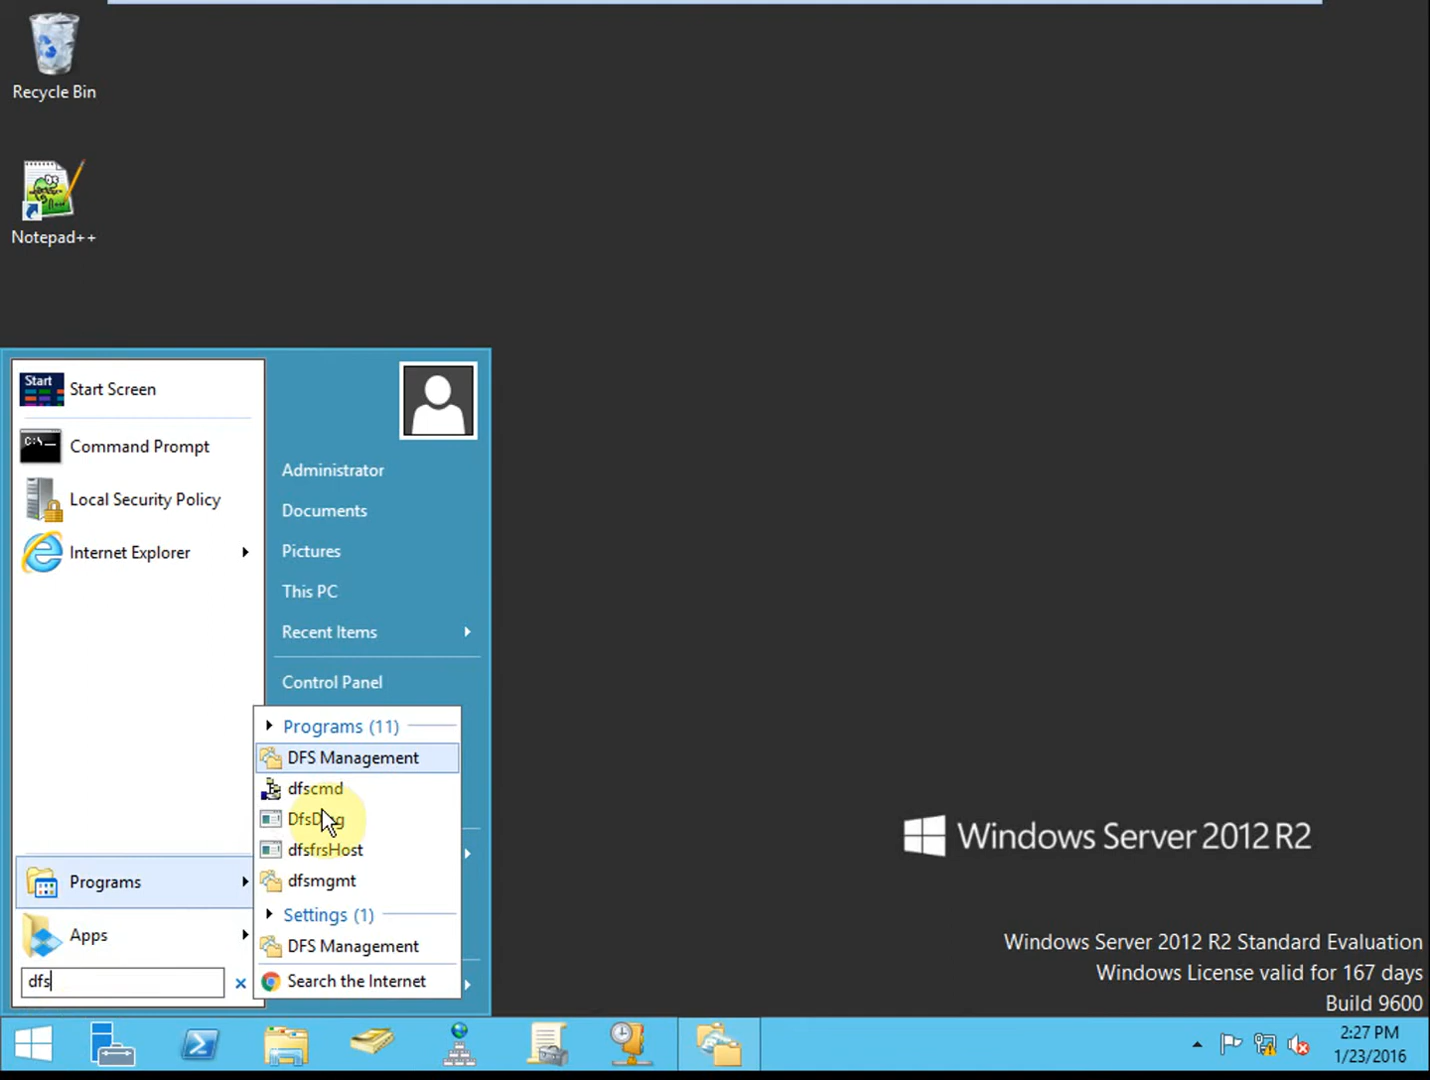 Recycle Bin
Notepad++
Start
Start Screen
C:\
Command Prompt
Local Security Policy
Internet Explorer
Administrator
Documents
Pictures
This PC
Recent Items
Control Panel
Programs (11)
DFS Management
dfscmd
DfsDiag
dfsfrsHost
dfsmgmt
Settings (1)
DFS Management
Search the Internet
Programs
Apps
dfs
Windows Server 2012 R2
Windows Server 2012 R2 Standard Evaluation
Windows License valid for 167 days
Build 9600
2:27 PM
1/23/2016